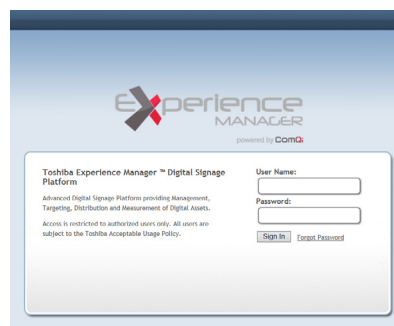 Experience
MANAGER
powered by ComQi
Toshiba Experience Manager ™ Digital Signage
Platform
Advanced Digital Signage Platform providing Management,
Targeting, Distribution and Measurement of Digital Assets.
Access is restricted to authorized users only. All users are
subject to the Toshiba Acceptable Usage Policy.
User Name:
Password:
Sign In Forgot Password